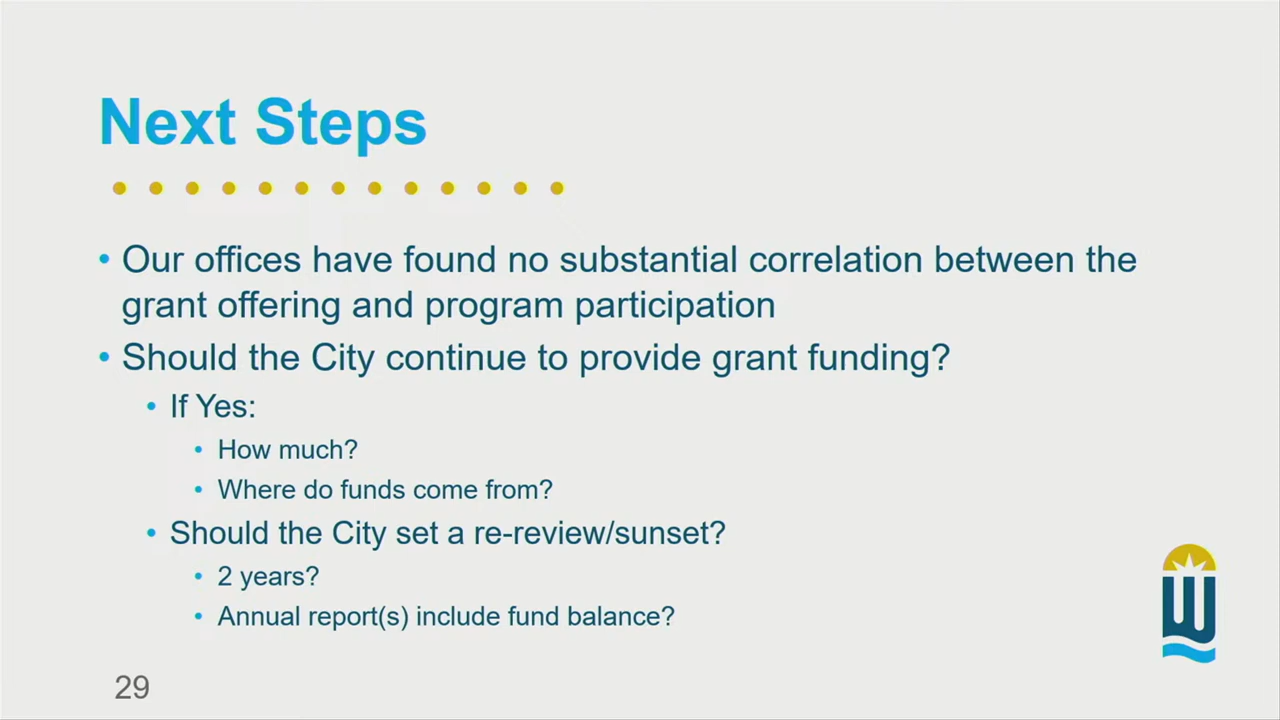 Next Steps
• Our offices have found no substantial correlation between the
grant offering and program participation
• Should the City continue to provide grant funding?
• If Yes:
• How much?
• Where do funds come from?
• Should the City set a re-review/sunset?
• 2 years?
• Annual report(s) include fund balance?
29